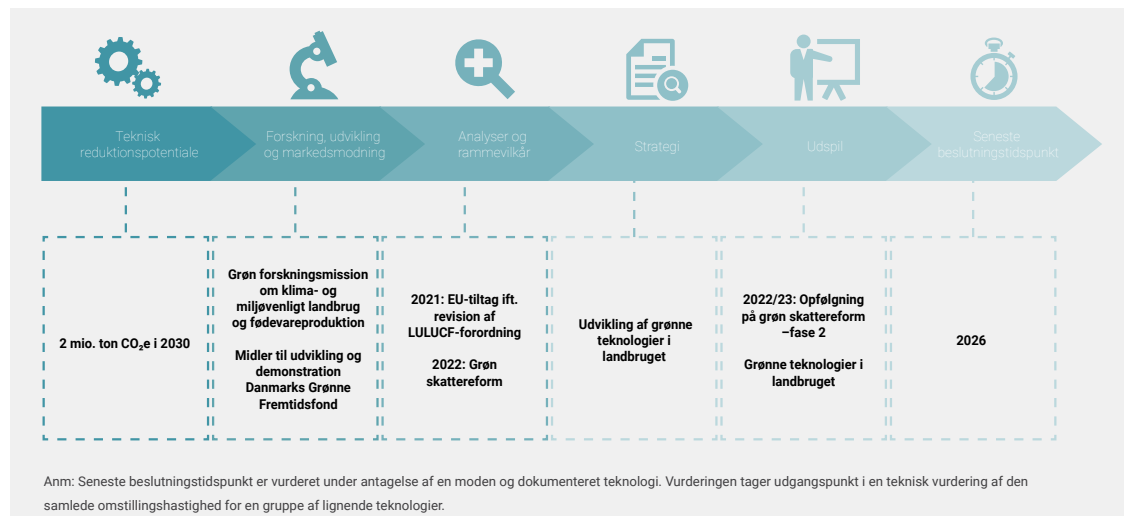 Teknisk
reduktionspotentiale
Forskning, udvikling
og markedsmodning
Analyser og
rammevilkår
Strategi
Udspil
Seneste
beslutningstidspunkt
2 mio. ton CO₂e i 2030
Grøn forskningsmission
om klima- og
miljøvenligt landbrug
og fødevareproduktion
Midler til udvikling og
demonstration
Danmarks Grønne
Fremtidsfond
2021: EU-tiltag ift.
revision af
LULUCF-forordning
2022: Grøn
skattereform
Udvikling af grønne
teknologier i
landbruget
2022/23: Opfølgning
på grøn skattereform
–fase 2
Grønne teknologier i
landbruget
2026
Anm: Seneste beslutningstidspunkt er vurderet under antagelse af en moden og dokumenteret teknologi. Vurderingen tager udgangspunkt i en teknisk vurdering af den
samlede omstillingshastighed for en gruppe af lignende teknologier.